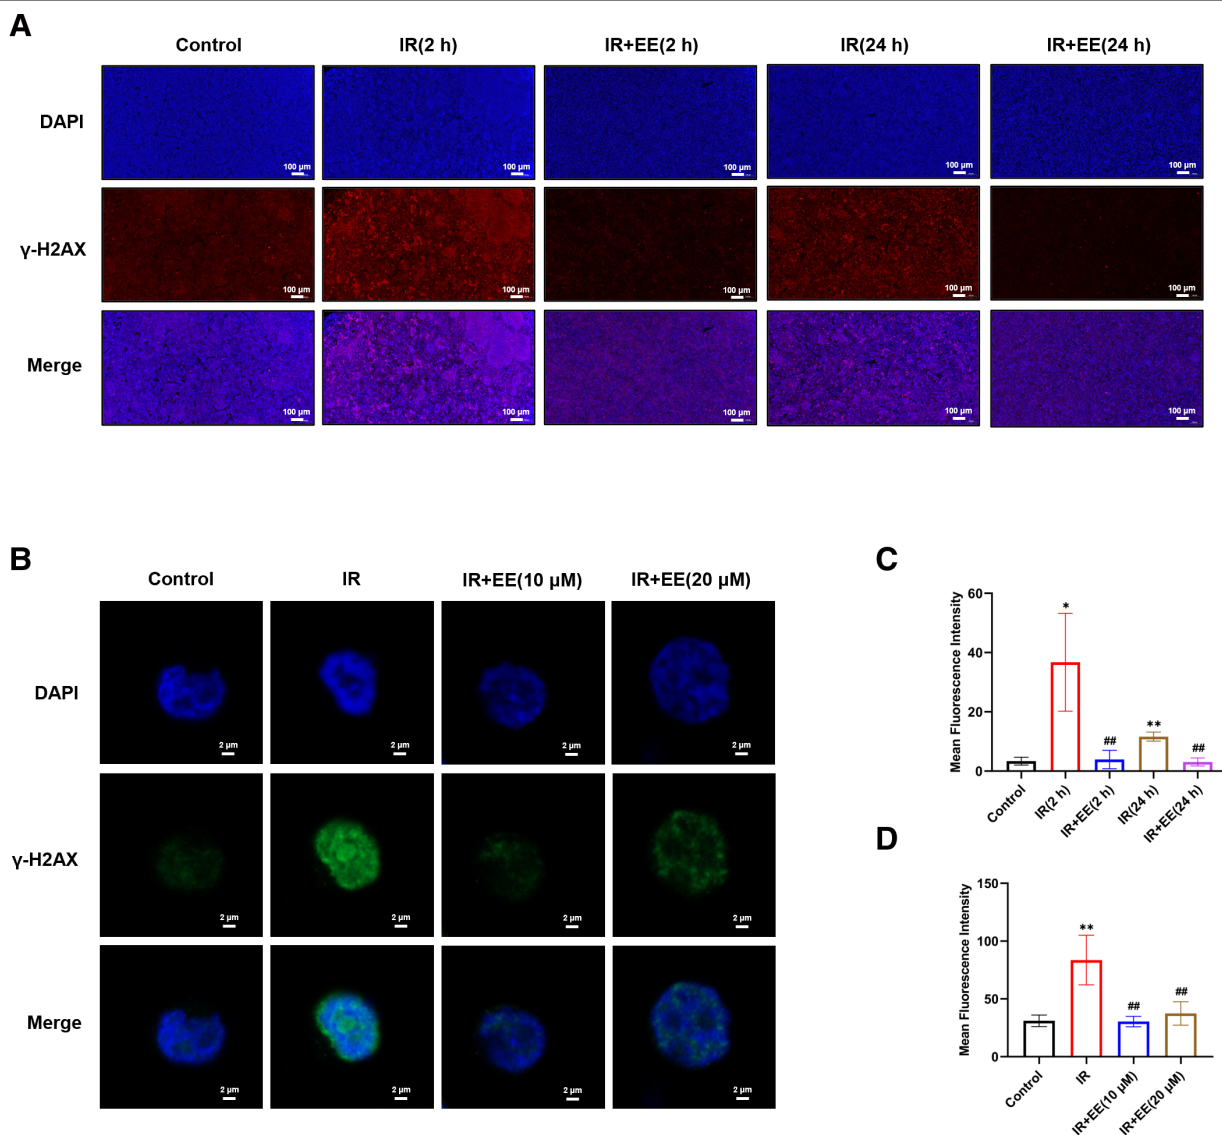 A
Control IR(2 h) IR+EE(2 h) IR(24 h) IR+EE(24 h)
DAPI
100 μm 100 μm 100 μm 100 μm 100 μm
γ-H2AX
100 μm 100 μm 100 μm 100 μm 100 μm
Merge
100 μm 100 μm 100 μm 100 μm 100 μm
B
Control IR IR+EE(10 μM) IR+EE(20 μM)
DAPI
2 μm 2 μm 2 μm 2 μm
γ-H2AX
2 μm 2 μm 2 μm 2 μm
Merge
2 μm 2 μm 2 μm 2 μm
C
Mean Fluorescence Intensity
60
40
20
0
* ## ** ##
Control IR(2 h) IR+EE(2 h) IR(24 h) IR+EE(24 h)
D
Mean Fluorescence Intensity
150
100
50
0
** ## ##
Control IR IR+EE(10 μM) IR+EE(20 μM)